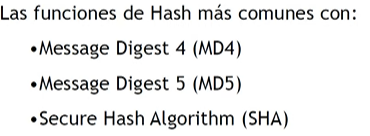 Las funciones de Hash más comunes con:
•Message Digest 4 (MD4)
•Message Digest 5 (MD5)
•Secure Hash Algorithm (SHA)